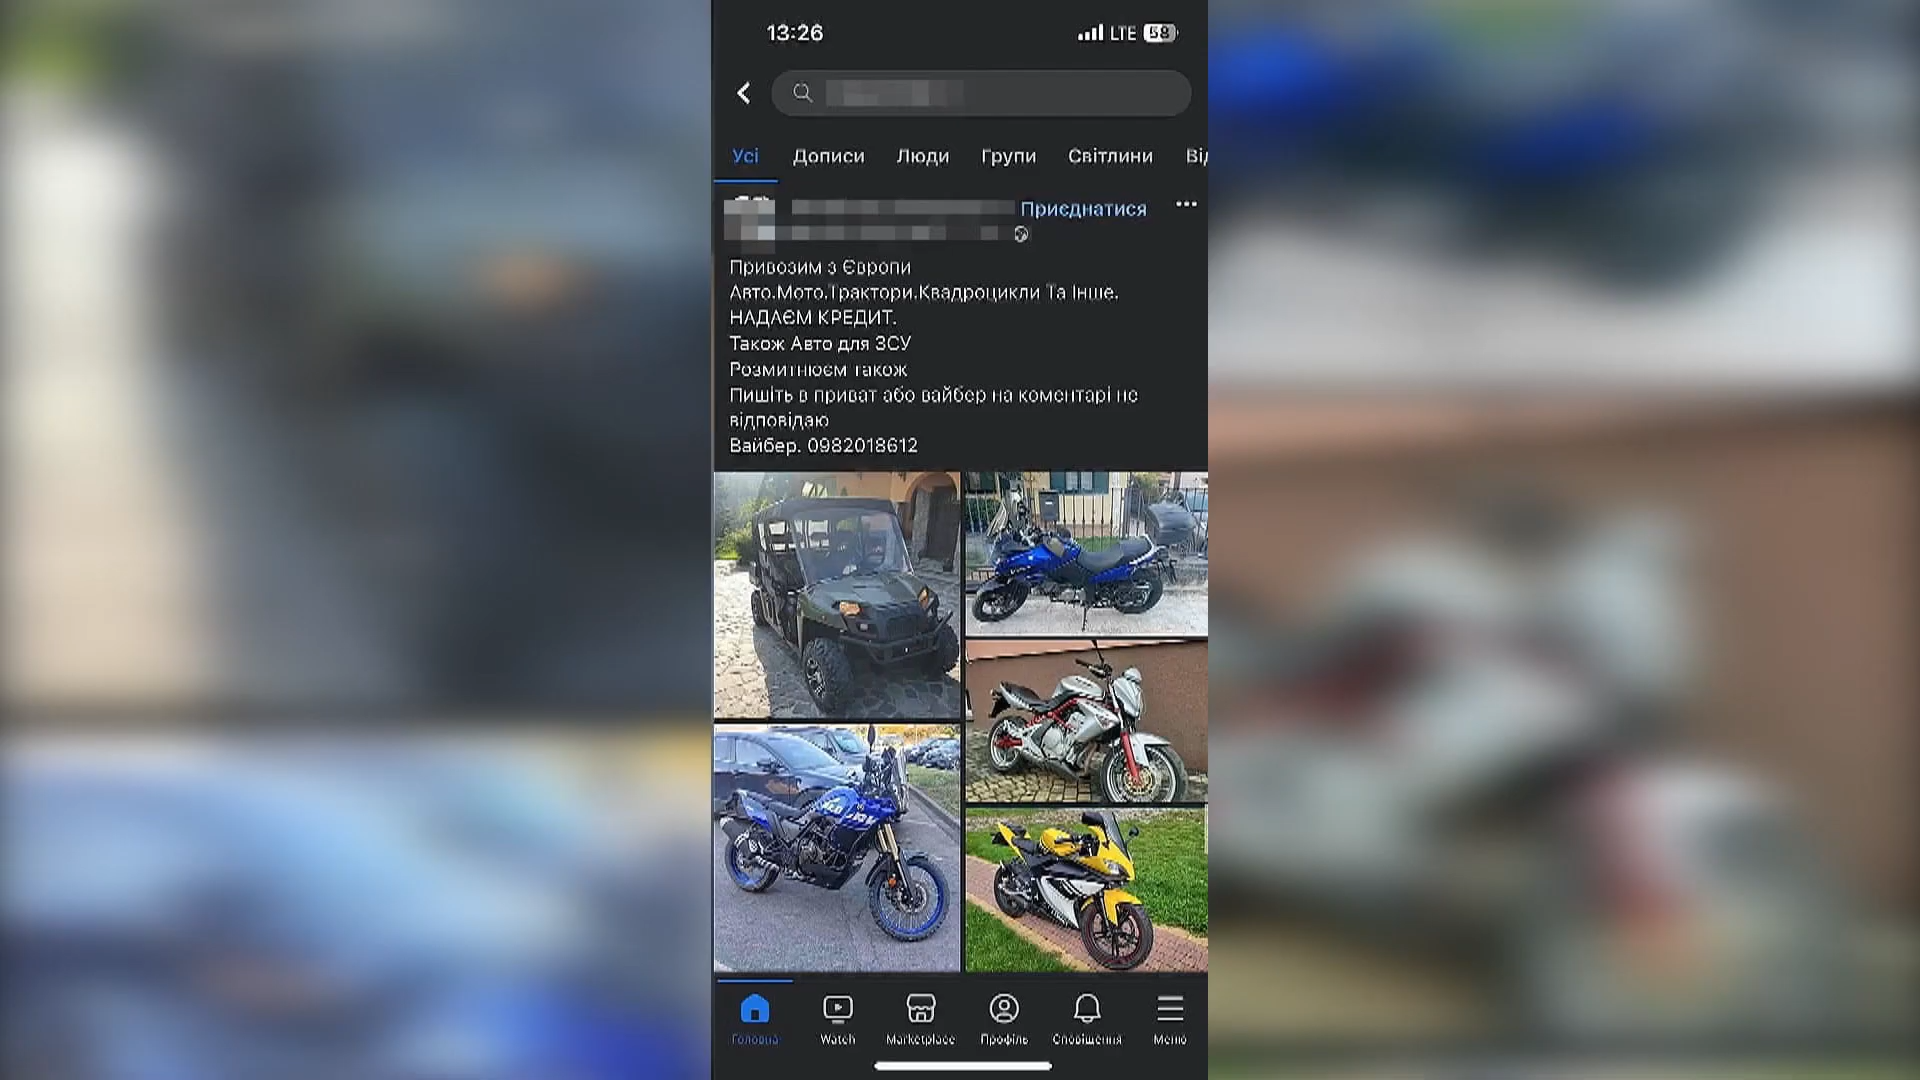 13:26
LTE 58
Усі Дописи Люди Групи Світлини Від
Приєднатися
Привозим з Європи
Авто.Мото.Трактори.Квадроцикли Та Інше.
НАДАЄМ КРЕДИТ.
Також Авто для ЗСУ
Розмитнюєм також
Пишіть в приват або вайбер на коментарі не
відповідаю
Вайбер. 0982018612
Головна Watch Marketplace Профіль Сповіщення Меню